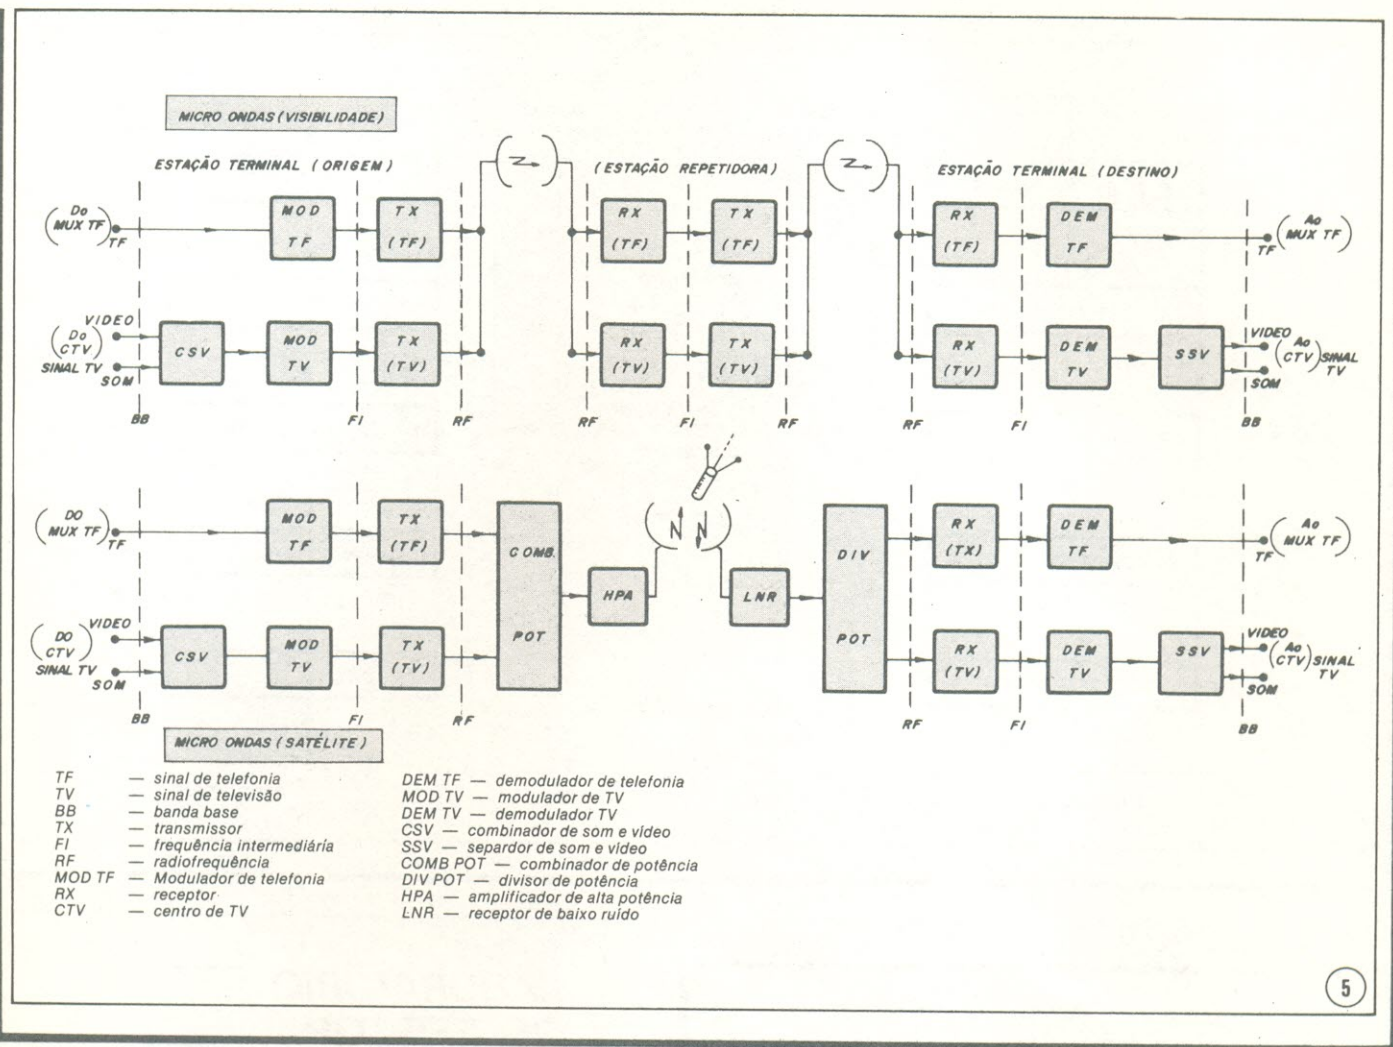 MICRO ONDAS (VISIBILIDADE)
ESTAÇÃO TERMINAL (ORIGEM)
(ESTAÇÃO REPETIDORA)
ESTAÇÃO TERMINAL (DESTINO)
(Do
MUX TF)
TF
MOD
TF
TX
(TF)
RX
(TF)
TX
(TF)
RX
(TF)
DEM
TF
TF
(Ao
MUX TF)
VIDEO
(Do
CTV)
SINAL TV
SOM
CSV
MOD
TV
TX
(TV)
RX
(TV)
TX
(TV)
RX
(TV)
DEM
TV
SSV
VIDEO
(Ao
CTV) SINAL
TV
SOM
BB
FI
RF
RF
FI
RF
RF
FI
BB
(DO
MUX TF)
TF
MOD
TF
TX
(TF)
COMB.
POT
HPA
LNR
DIV
POT
RX
(TX)
DEM
TF
TF
(Ao
MUX TF)
VIDEO
(DO
CTV)
SINAL TV
SOM
CSV
MOD
TV
TX
(TV)
RX
(TV)
DEM
TV
SSV
VIDEO
(Ao
CTV) SINAL
TV
SOM
BB
FI
RF
RF
FI
BB
MICRO ONDAS (SATÉLITE)
TF — sinal de telefonia
TV — sinal de televisão
BB — banda base
TX — transmissor
FI — frequência intermediária
RF — radiofrequência
MOD TF — Modulador de telefonia
RX — receptor
CTV — centro de TV
DEM TF — demodulador de telefonia
MOD TV — modulador de TV
DEM TV — demodulador TV
CSV — combinador de som e vídeo
SSV — separdor de som e vídeo
COMB POT — combinador de potência
DIV POT — divisor de potência
HPA — amplificador de alta potência
LNR — receptor de baixo ruído
5